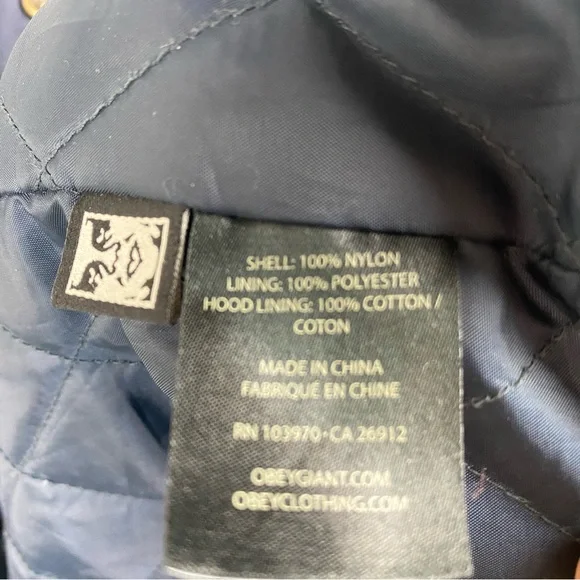 SHELL: 100% NYLON
LINING: 100% POLYESTER
HOOD LINING: 100% COTTON /
COTON
MADE IN CHINA
FABRIQUÉ EN CHINE
RN 103970 · CA 26912
OBEYGIANT.COM
OBEYCLOTHING.COM